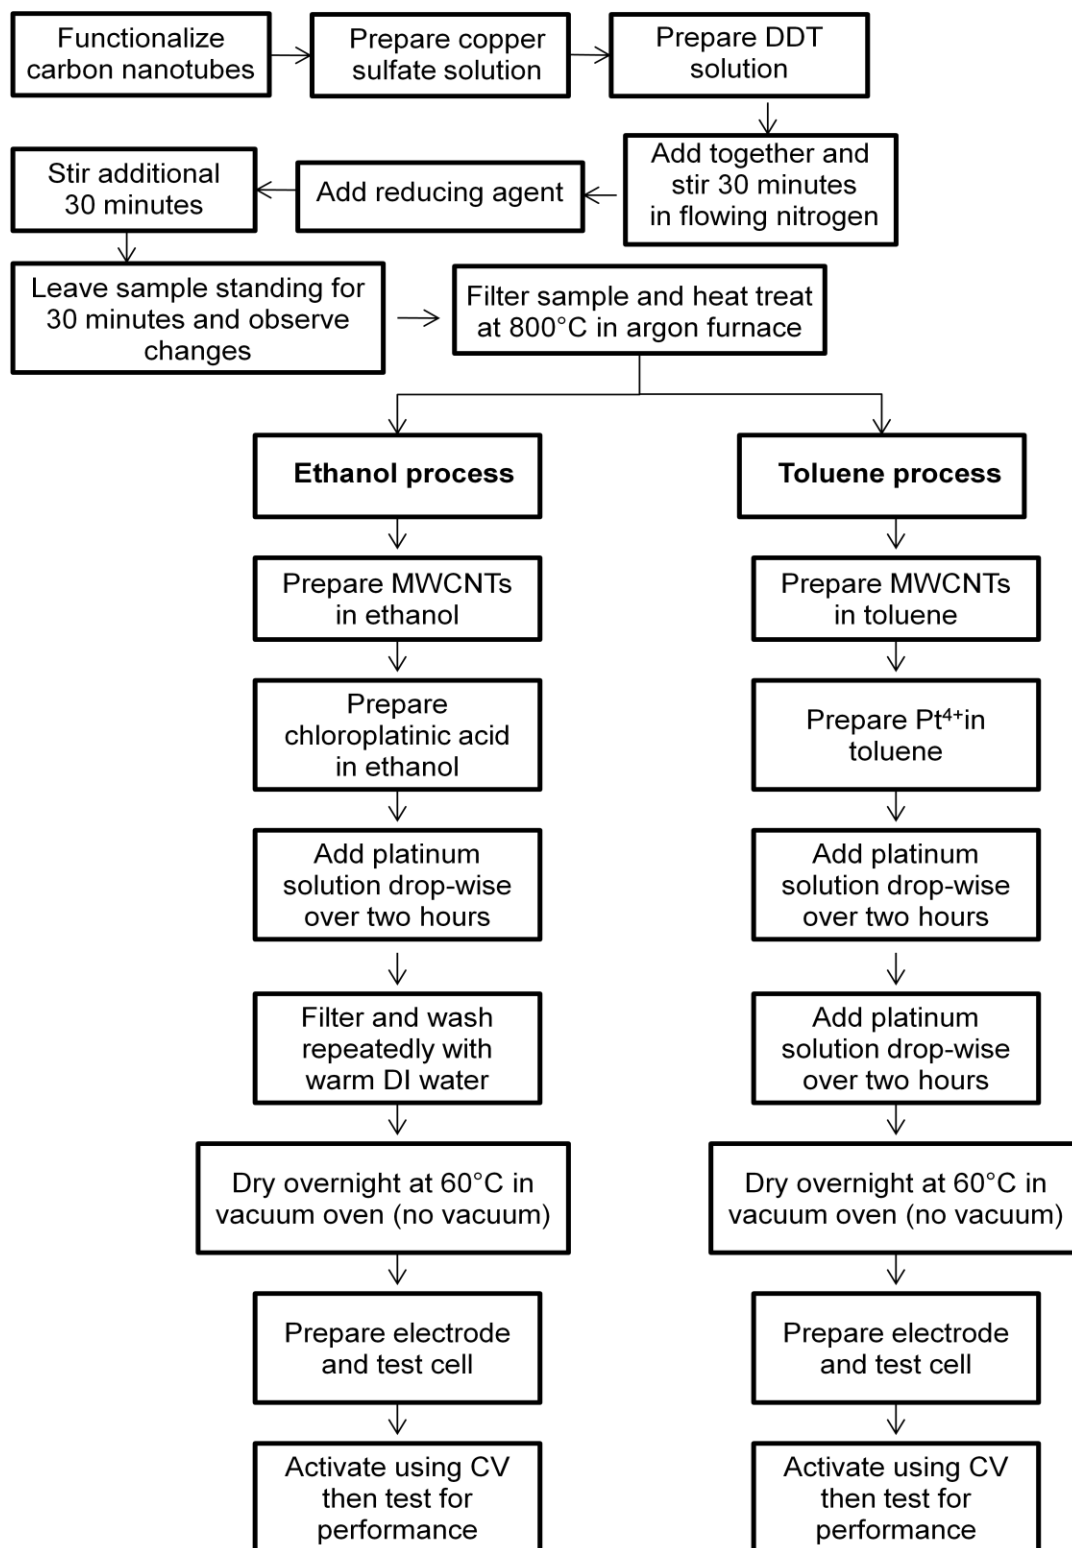 Functionalize
carbon nanotubes
Prepare copper
sulfate solution
Prepare DDT
solution
Add together and
stir 30 minutes
in flowing nitrogen
Add reducing agent
Stir additional
30 minutes
Leave sample standing for
30 minutes and observe
changes
Filter sample and heat treat
at 800°C in argon furnace
Ethanol process
Prepare MWCNTs
in ethanol
Prepare
chloroplatinic acid
in ethanol
Add platinum
solution drop-wise
over two hours
Filter and wash
repeatedly with
warm DI water
Dry overnight at 60°C in
vacuum oven (no vacuum)
Prepare electrode
and test cell
Activate using CV
then test for
performance
Toluene process
Prepare MWCNTs
in toluene
Prepare Pt⁴⁺in
toluene
Add platinum
solution drop-wise
over two hours
Add platinum
solution drop-wise
over two hours
Dry overnight at 60°C in
vacuum oven (no vacuum)
Prepare electrode
and test cell
Activate using CV
then test for
performance